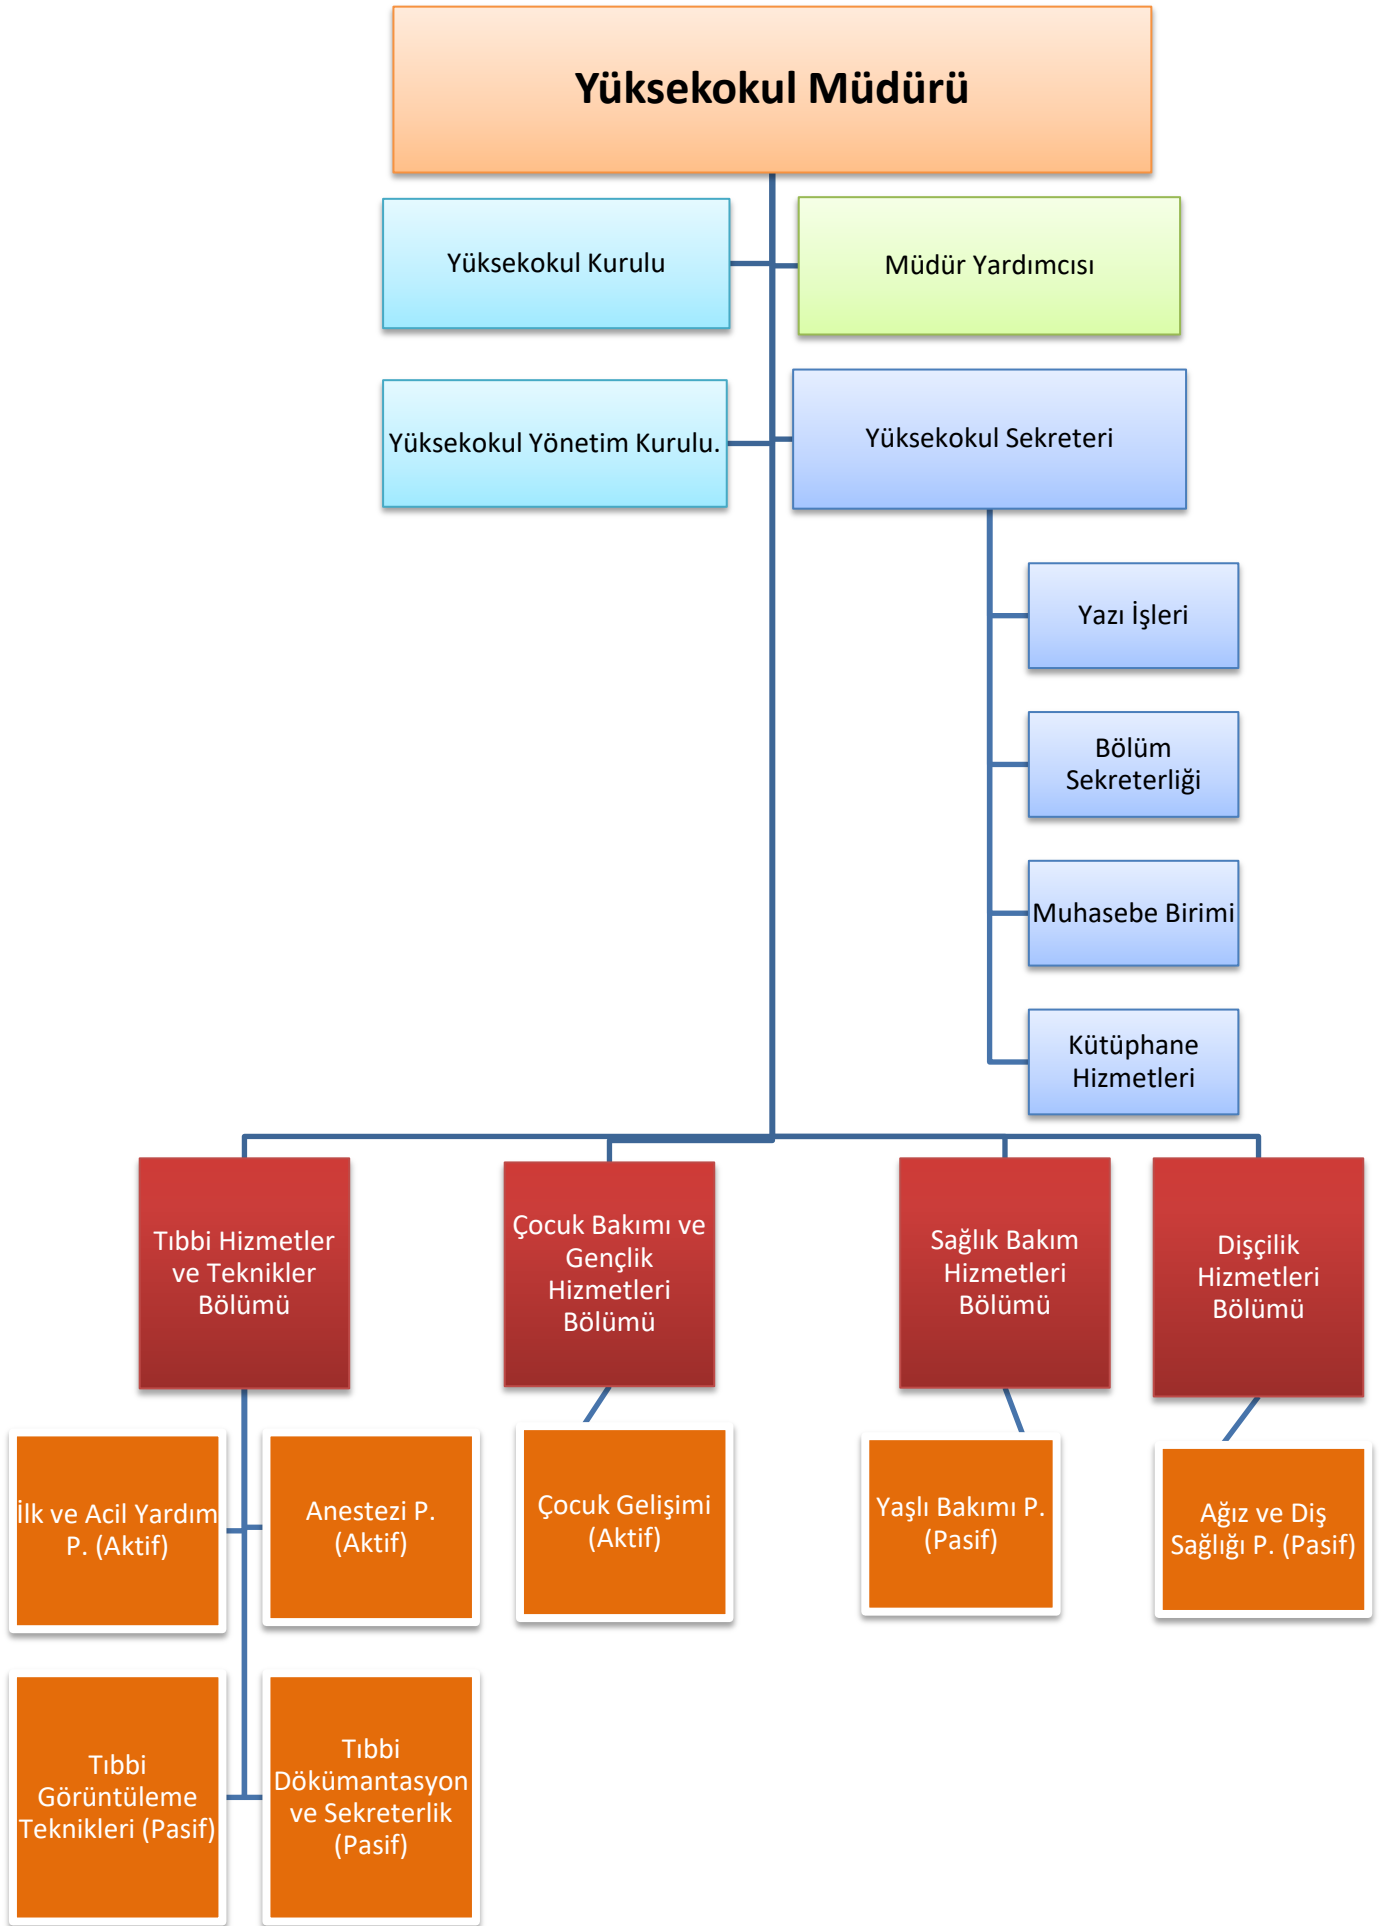 Yüksekokul Müdürü
Yüksekokul Kurulu
Müdür Yardımcısı
Yüksekokul Yönetim Kurulu.
Yüksekokul Sekreteri
Yazı İşleri
Bölüm
Sekreterliği
Muhasebe Birimi
Kütüphane
Hizmetleri
Tıbbi Hizmetler
ve Teknikler
Bölümü
Çocuk Bakımı ve
Gençlik
Hizmetleri
Bölümü
Sağlık Bakım
Hizmetleri
Bölümü
Dişçilik
Hizmetleri
Bölümü
İlk ve Acil Yardım
P. (Aktif)
Anestezi P.
(Aktif)
Çocuk Gelişimi
(Aktif)
Yaşlı Bakımı P.
(Pasif)
Ağız ve Diş
Sağlığı P. (Pasif)
Tıbbi
Görüntüleme
Teknikleri (Pasif)
Tıbbi
Dökümantasyon
ve Sekreterlik
(Pasif)